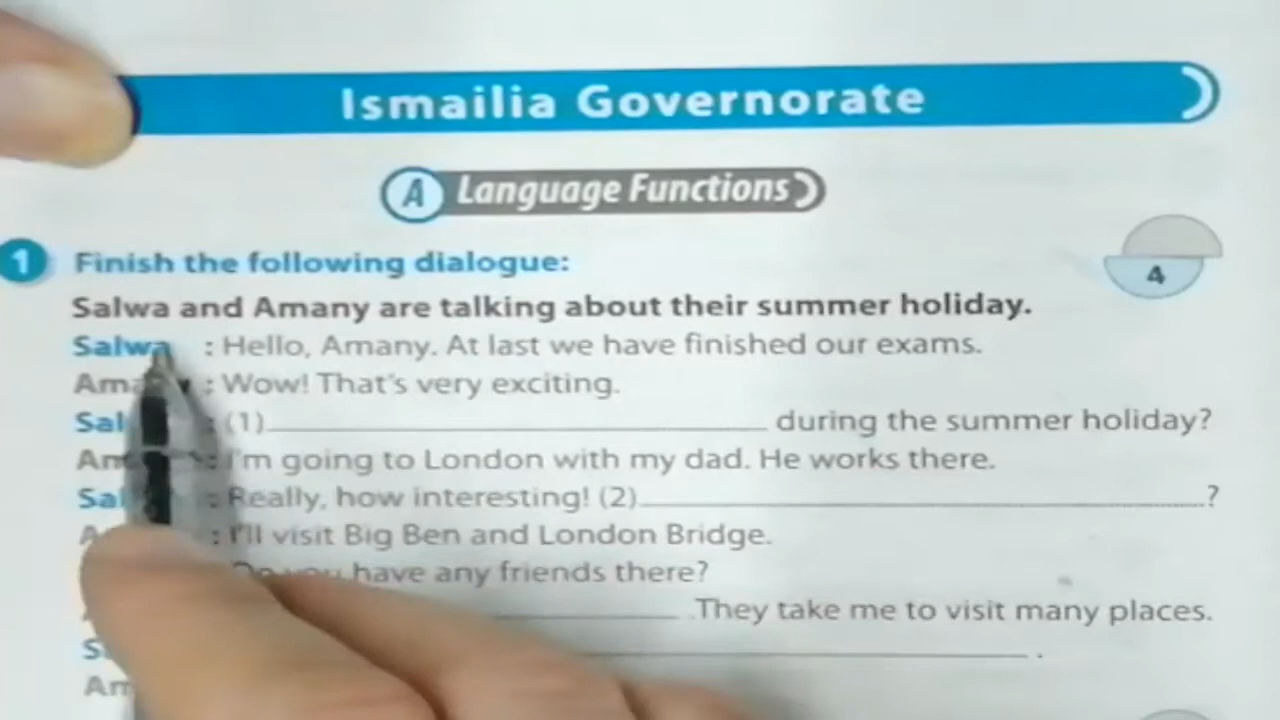 Ismailia Governorate
A Language Functions
1 Finish the following dialogue:
4
Salwa and Amany are talking about their summer holiday.
Salwa : Hello, Amany. At last we have finished our exams.
: Wow! That's very exciting.
(1) during the summer holiday?
I'm going to London with my dad. He works there.
: Really, how interesting! (2) ?
: I'll visit Big Ben and London Bridge.
Do you have any friends there?
.They take me to visit many places.
.